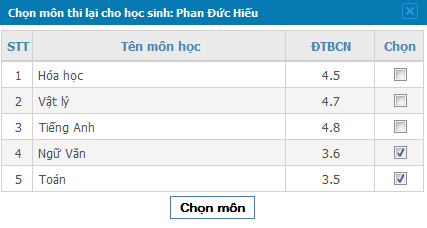 Chọn môn thi lại cho học sinh: Phan Đức Hiếu
STT Tên môn học ĐTBCN Chọn
1 Hóa học 4.5
2 Vật lý 4.7
3 Tiếng Anh 4.8
4 Ngữ Văn 3.6
5 Toán 3.5
Chọn môn